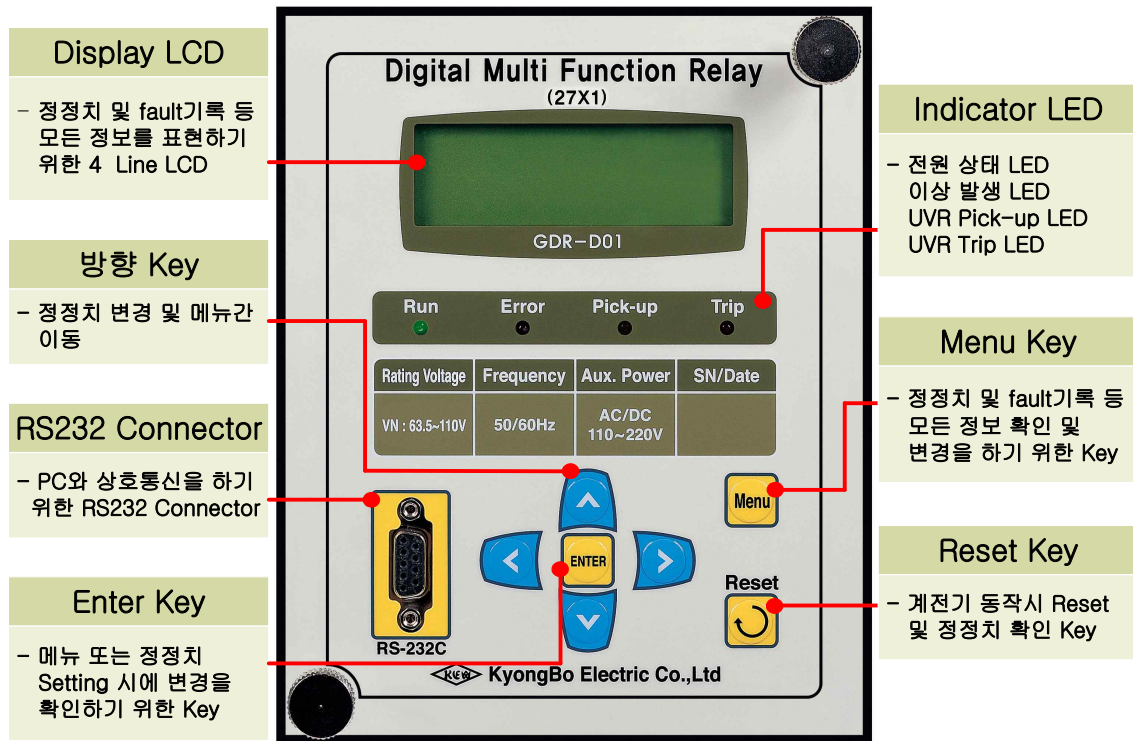 Display LCD
- 정정치 및 fault기록 등
모든 정보를 표현하기
위한 4 Line LCD
방향 Key
- 정정치 변경 및 메뉴간
이동
RS232 Connector
- PC와 상호통신을 하기
위한 RS232 Connector
Enter Key
- 메뉴 또는 정정치
Setting 시에 변경을
확인하기 위한 Key
Digital Multi Function Relay
(27X1)
GDR-D01
Run Error Pick-up Trip
Rating Voltage Frequency Aux. Power SN/Date
VN : 63.5~110V 50/60Hz AC/DC
110~220V
Menu
ENTER
Reset
RS-232C
KEW KyongBo Electric Co.,Ltd
Indicator LED
- 전원 상태 LED
이상 발생 LED
UVR Pick-up LED
UVR Trip LED
Menu Key
- 정정치 및 fault기록 등
모든 정보 확인 및
변경을 하기 위한 Key
Reset Key
- 계전기 동작시 Reset
및 정정치 확인 Key